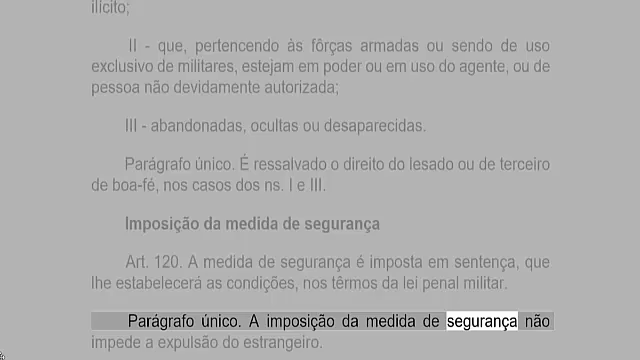 ilícito;
II - que, pertencendo às fôrças armadas ou sendo de uso
exclusivo de militares, estejam em poder ou em uso do agente, ou de
pessoa não devidamente autorizada;
III - abandonadas, ocultas ou desaparecidas.
Parágrafo único. É ressalvado o direito do lesado ou de terceiro
de boa-fé, nos casos dos ns. I e III.
Imposição da medida de segurança
Art. 120. A medida de segurança é imposta em sentença, que
lhe estabelecerá as condições, nos têrmos da lei penal militar.
Parágrafo único. A imposição da medida de segurança não
impede a expulsão do estrangeiro.